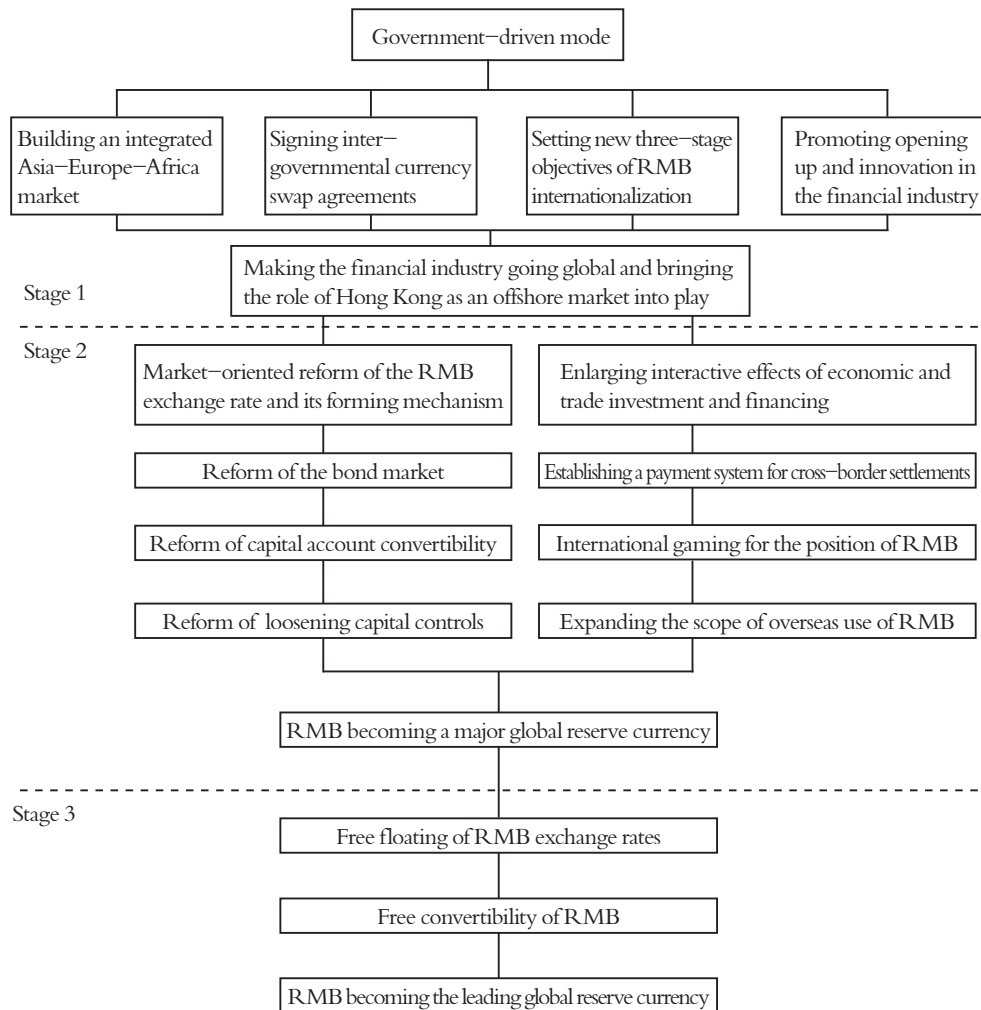 Government–driven mode
Building an integrated
Asia–Europe–Africa
market
Signing inter–
governmental currency
swap agreements
Setting new three–stage
objectives of RMB
internationalization
Promoting opening
up and innovation in
the financial industry
Stage 1
Making the financial industry going global and bringing
the role of Hong Kong as an offshore market into play
Stage 2
Market–oriented reform of the RMB
exchange rate and its forming mechanism
Enlarging interactive effects of economic and
trade investment and financing
Reform of the bond market
Establishing a payment system for cross–border settlements
Reform of capital account convertibility
International gaming for the position of RMB
Reform of loosening capital controls
Expanding the scope of overseas use of RMB
RMB becoming a major global reserve currency
Stage 3
Free floating of RMB exchange rates
Free convertibility of RMB
RMB becoming the leading global reserve currency